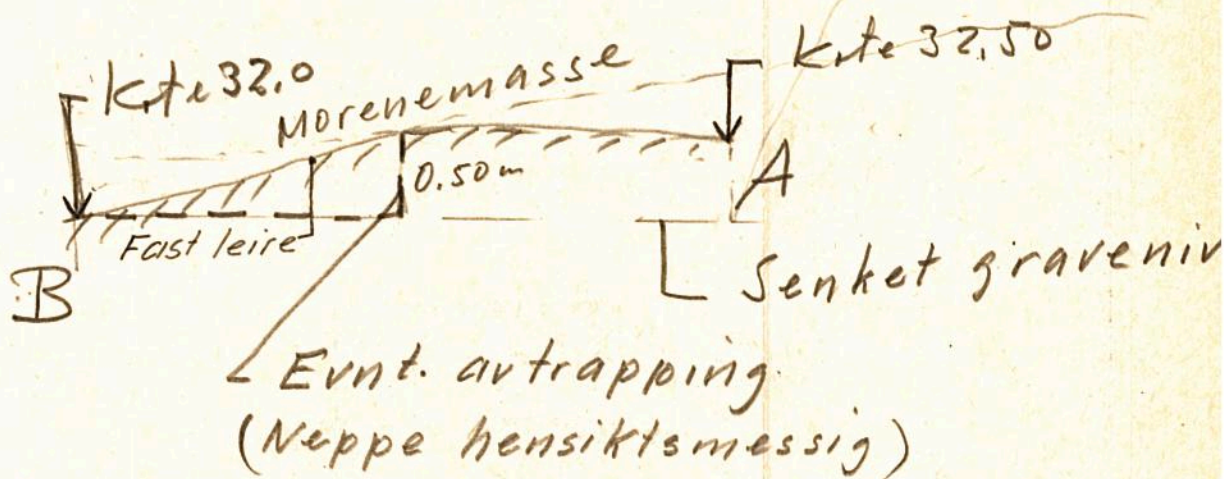 Kote 32.0
Morenemasse
Kote 32.50
0.50m
A
Fast leire
B
Senket graveniv
Evnt. avtrapping
(Neppe hensiktsmessig)